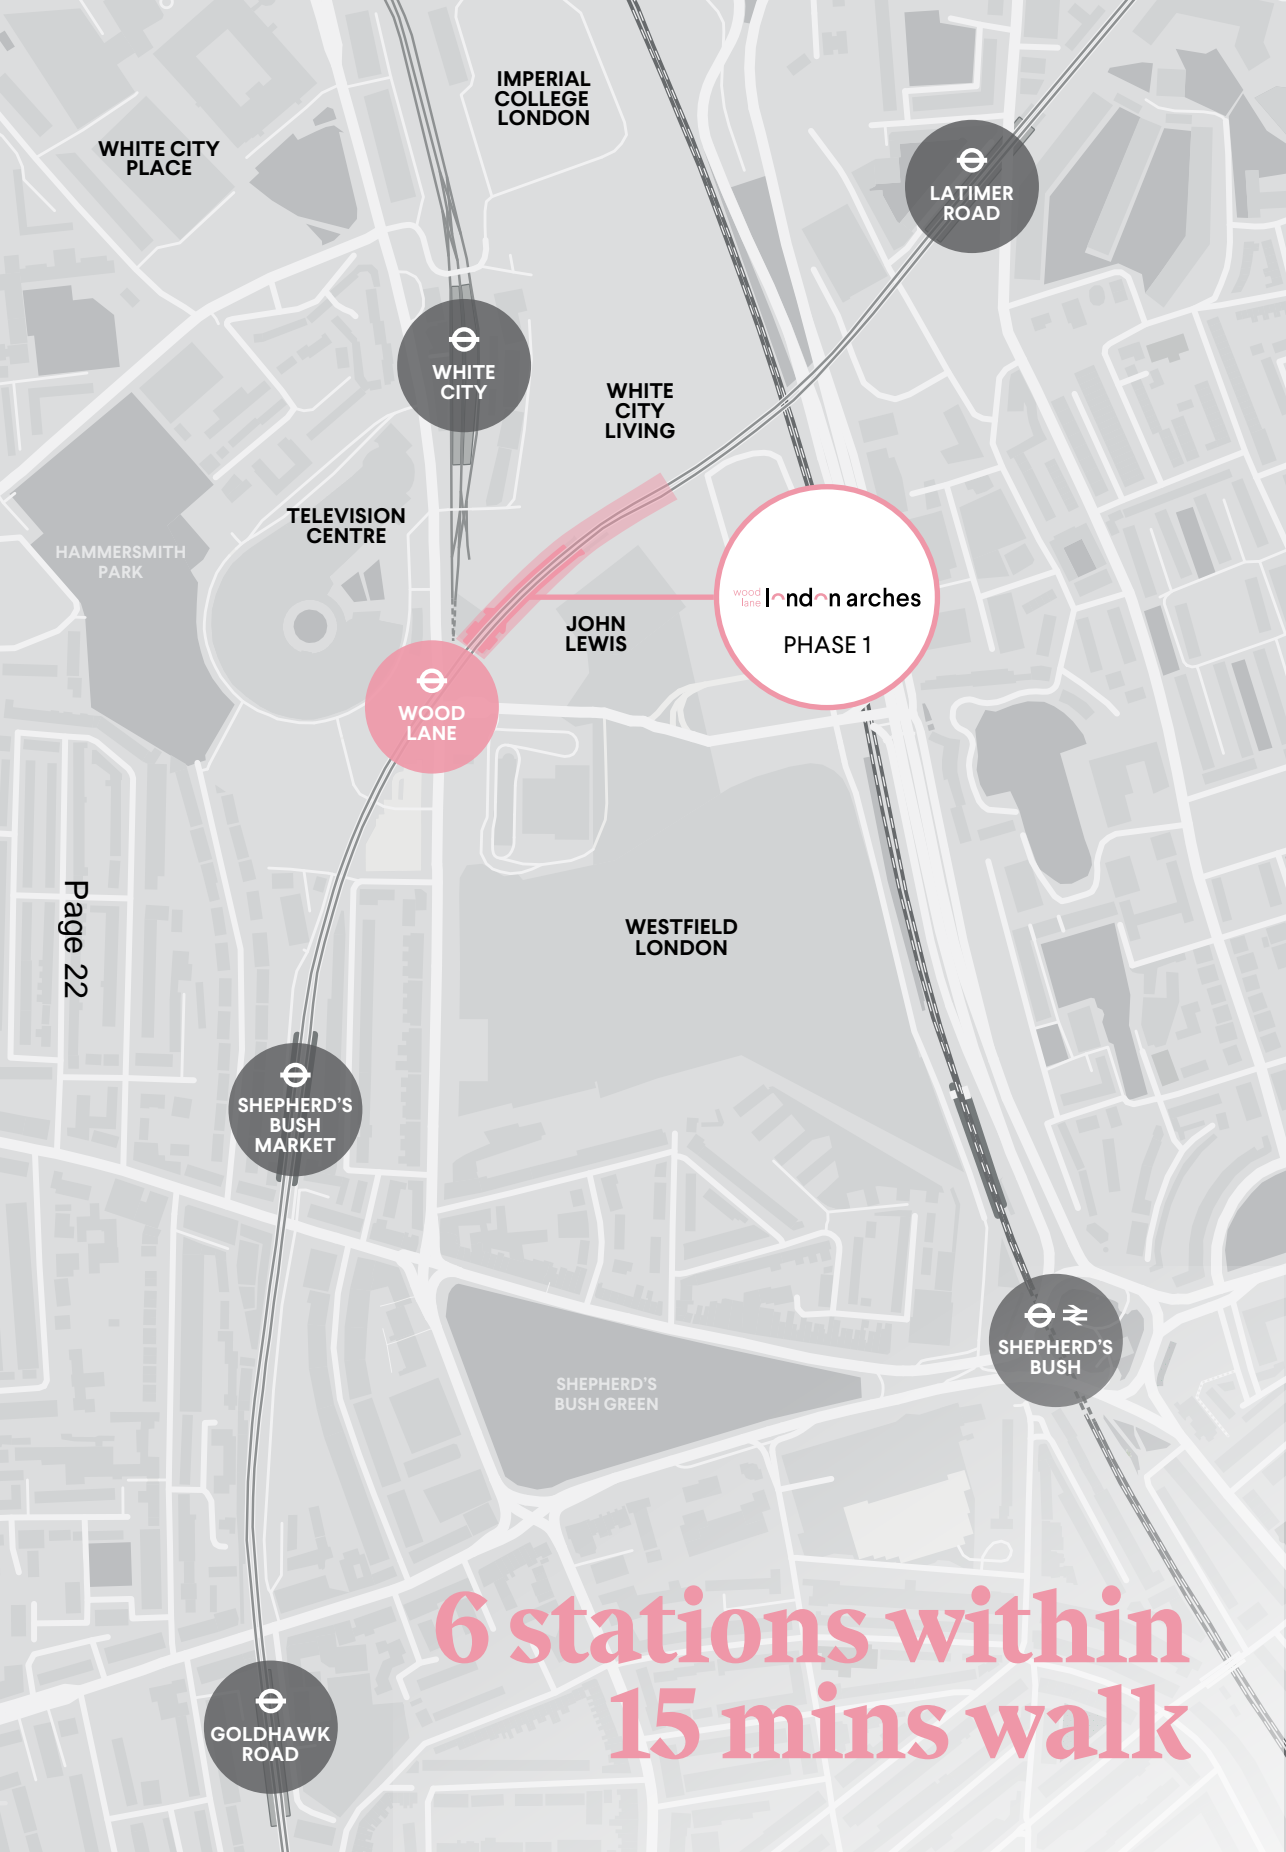 IMPERIAL
COLLEGE
LONDON
WHITE CITY
PLACE
LATIMER
ROAD
WHITE
CITY
WHITE
CITY
LIVING
TELEVISION
CENTRE
HAMMERSMITH
PARK
wood
lane
london arches
PHASE 1
JOHN
LEWIS
WOOD
LANE
Page 22
WESTFIELD
LONDON
SHEPHERD'S
BUSH
MARKET
SHEPHERD'S
BUSH
SHEPHERD'S
BUSH GREEN
6 stations within
15 mins walk
GOLDHAWK
ROAD